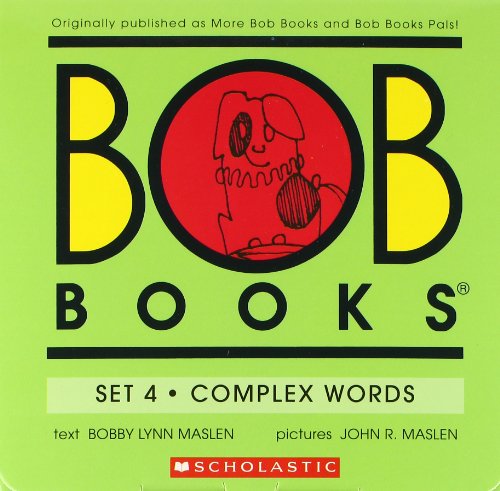 Originally published as More Bob Books and Bob Books Pals!
BOB
BOOKS®
SET 4 • COMPLEX WORDS
text BOBBY LYNN MASLEN pictures JOHN R. MASLEN
SCHOLASTIC